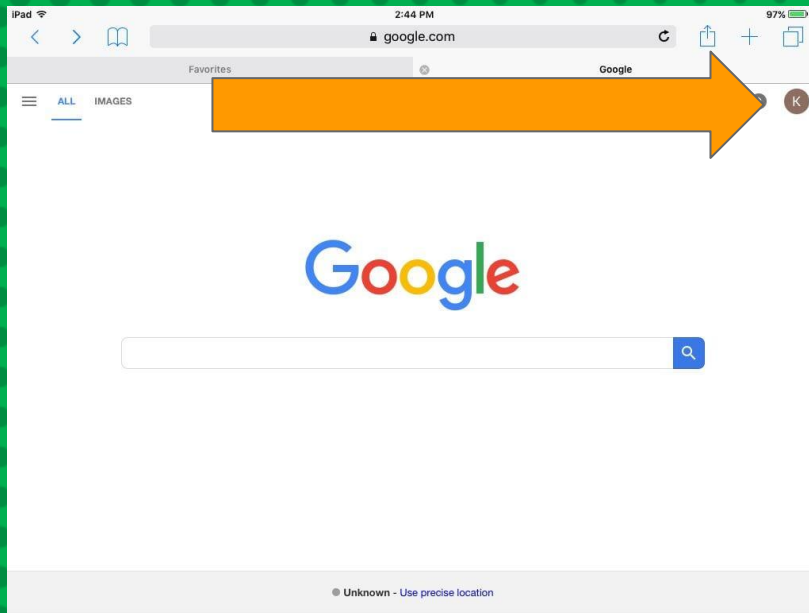 iPad 2:44 PM 97%
google.com
Favorites Google
ALL IMAGES K
Google
Unknown - Use precise location